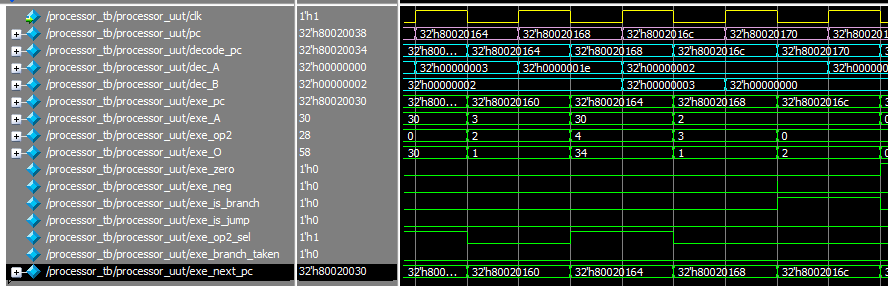 /processor_tb/processor_uut/clk 1'h1
/processor_tb/processor_uut/pc 32'h80020038 32'h80020164 32'h80020168 32'h8002016c 32'h80020170
/processor_tb/processor_uut/decode_pc 32'h80020034 32'h800... 32'h80020164 32'h80020168 32'h8002016c 32'h80020170
/processor_tb/processor_uut/dec_A 32'h00000000 32'h00000003 32'h0000001e 32'h00000002 32'h00000
/processor_tb/processor_uut/dec_B 32'h00000002 32'h00000002 32'h00000003 32'h00000000
/processor_tb/processor_uut/exe_pc 32'h80020030 32'h800... 32'h80020160 32'h80020164 32'h80020168 32'h8002016c
/processor_tb/processor_uut/exe_A 30 30 3 30 2
/processor_tb/processor_uut/exe_op2 28 0 2 4 3 0
/processor_tb/processor_uut/exe_O 58 30 1 34 1 2
/processor_tb/processor_uut/exe_zero 1'h0
/processor_tb/processor_uut/exe_neg 1'h0
/processor_tb/processor_uut/exe_is_branch 1'h0
/processor_tb/processor_uut/exe_is_jump 1'h0
/processor_tb/processor_uut/exe_op2_sel 1'h1
/processor_tb/processor_uut/exe_branch_taken 1'h0
/processor_tb/processor_uut/exe_next_pc 32'h80020030 32'h800... 32'h80020160 32'h80020164 32'h80020168 32'h8002016c